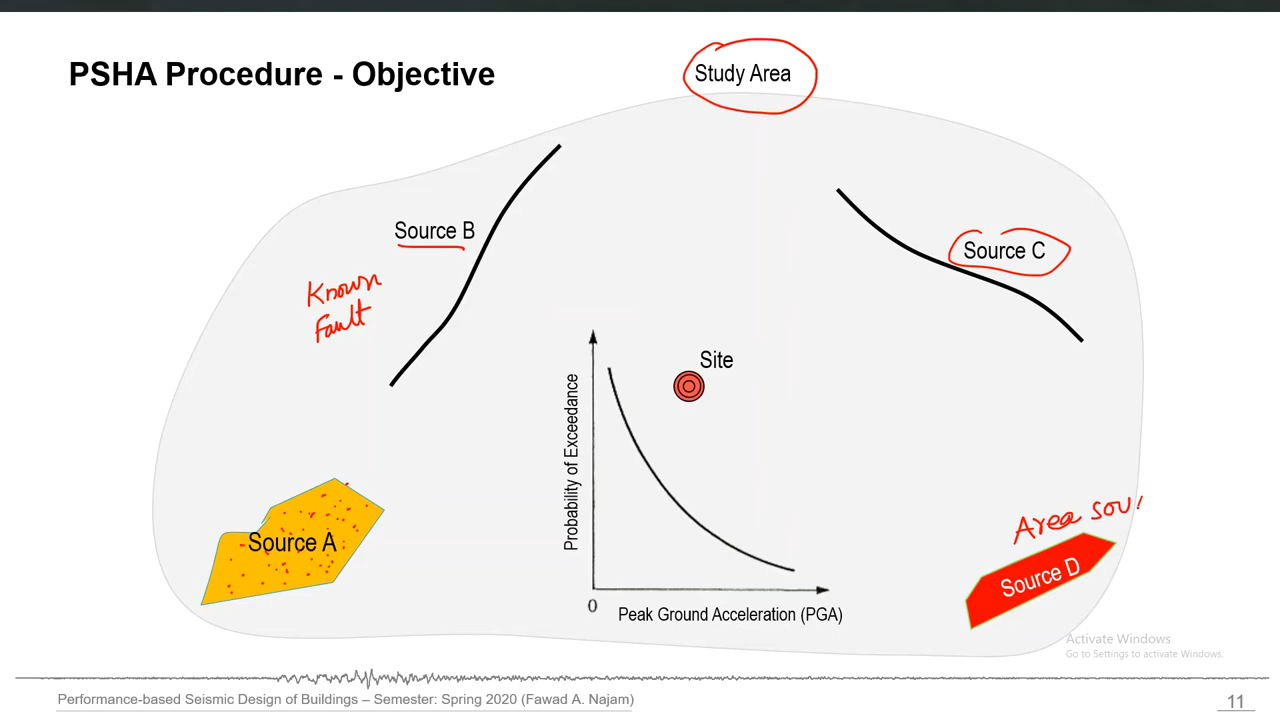 PSHA Procedure - Objective
Study Area
Source B
Source C
Known
Fault
Site
Probability of Exceedance
Source A
Area
Source D
0
Peak Ground Acceleration (PGA)
Activate Windows
Go to Settings to activate Windows.
Performance-based Seismic Design of Buildings – Semester: Spring 2020 (Fawad A. Najam)
11